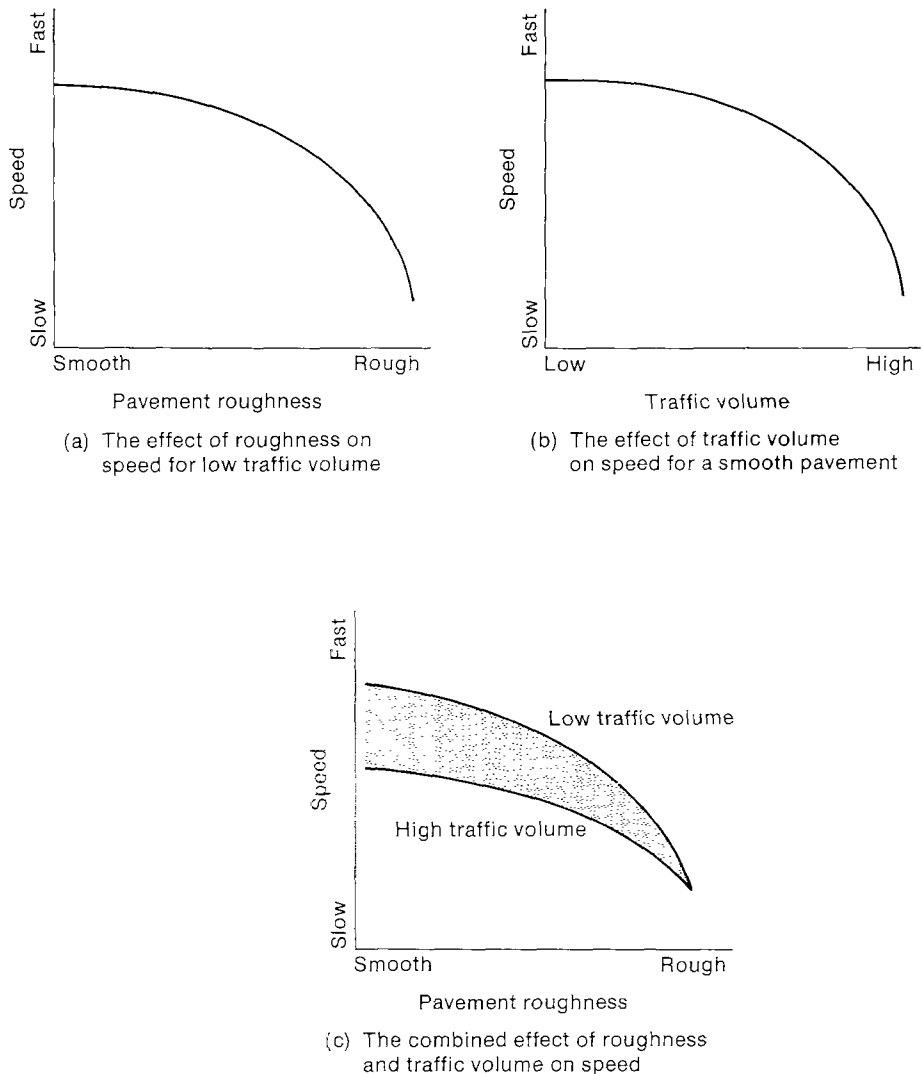 Fast
Speed
Slow
Smooth Rough
Pavement roughness
(a) The effect of roughness on
speed for low traffic volume
Fast
Speed
Slow
Low High
Traffic volume
(b) The effect of traffic volume
on speed for a smooth pavement
Fast
Speed
Slow
Low traffic volume
High traffic volume
Smooth Rough
Pavement roughness
(c) The combined effect of roughness
and traffic volume on speed